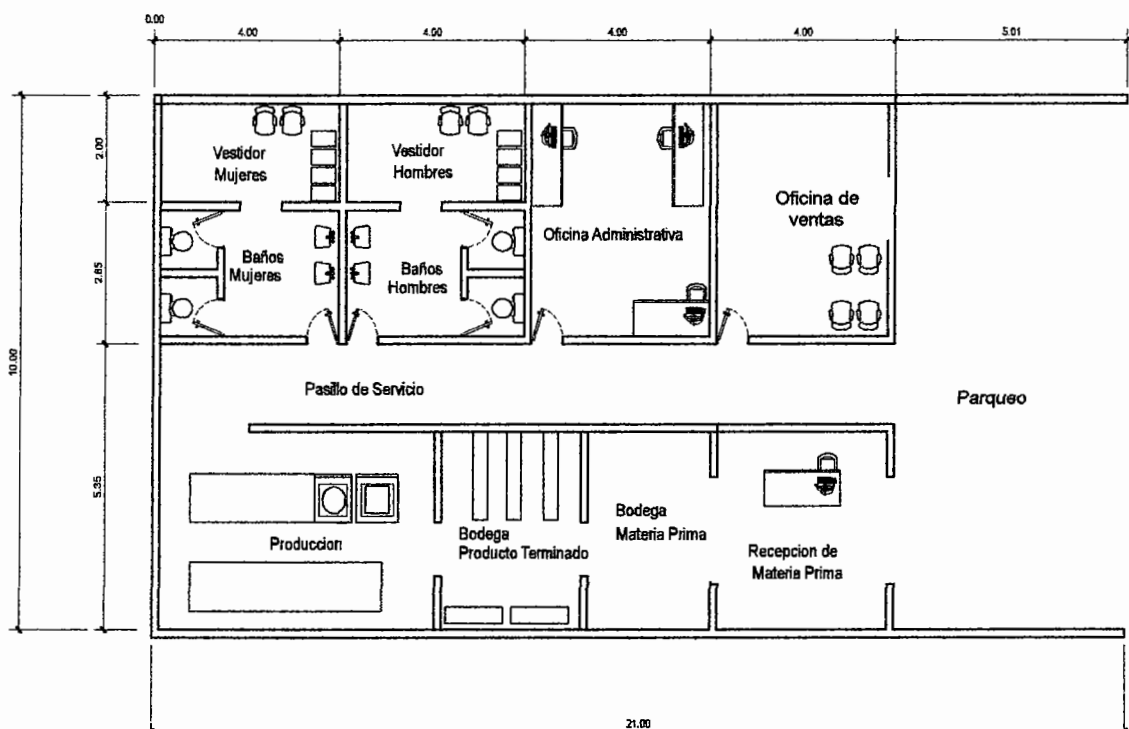 0.00
4.00
4.00
4.00
4.00
5.01
10.00
2.00
2.65
5.35
Vestidor
Mujeres
Vestidor
Hombres
Oficina de
ventas
Oficina Administrativa
Baños
Mujeres
Baños
Hombres
Pasillo de Servicio
Parqueo
Produccion
Bodega
Producto Terminado
Bodega
Materia Prima
Recepcion de
Materia Prima
21.00